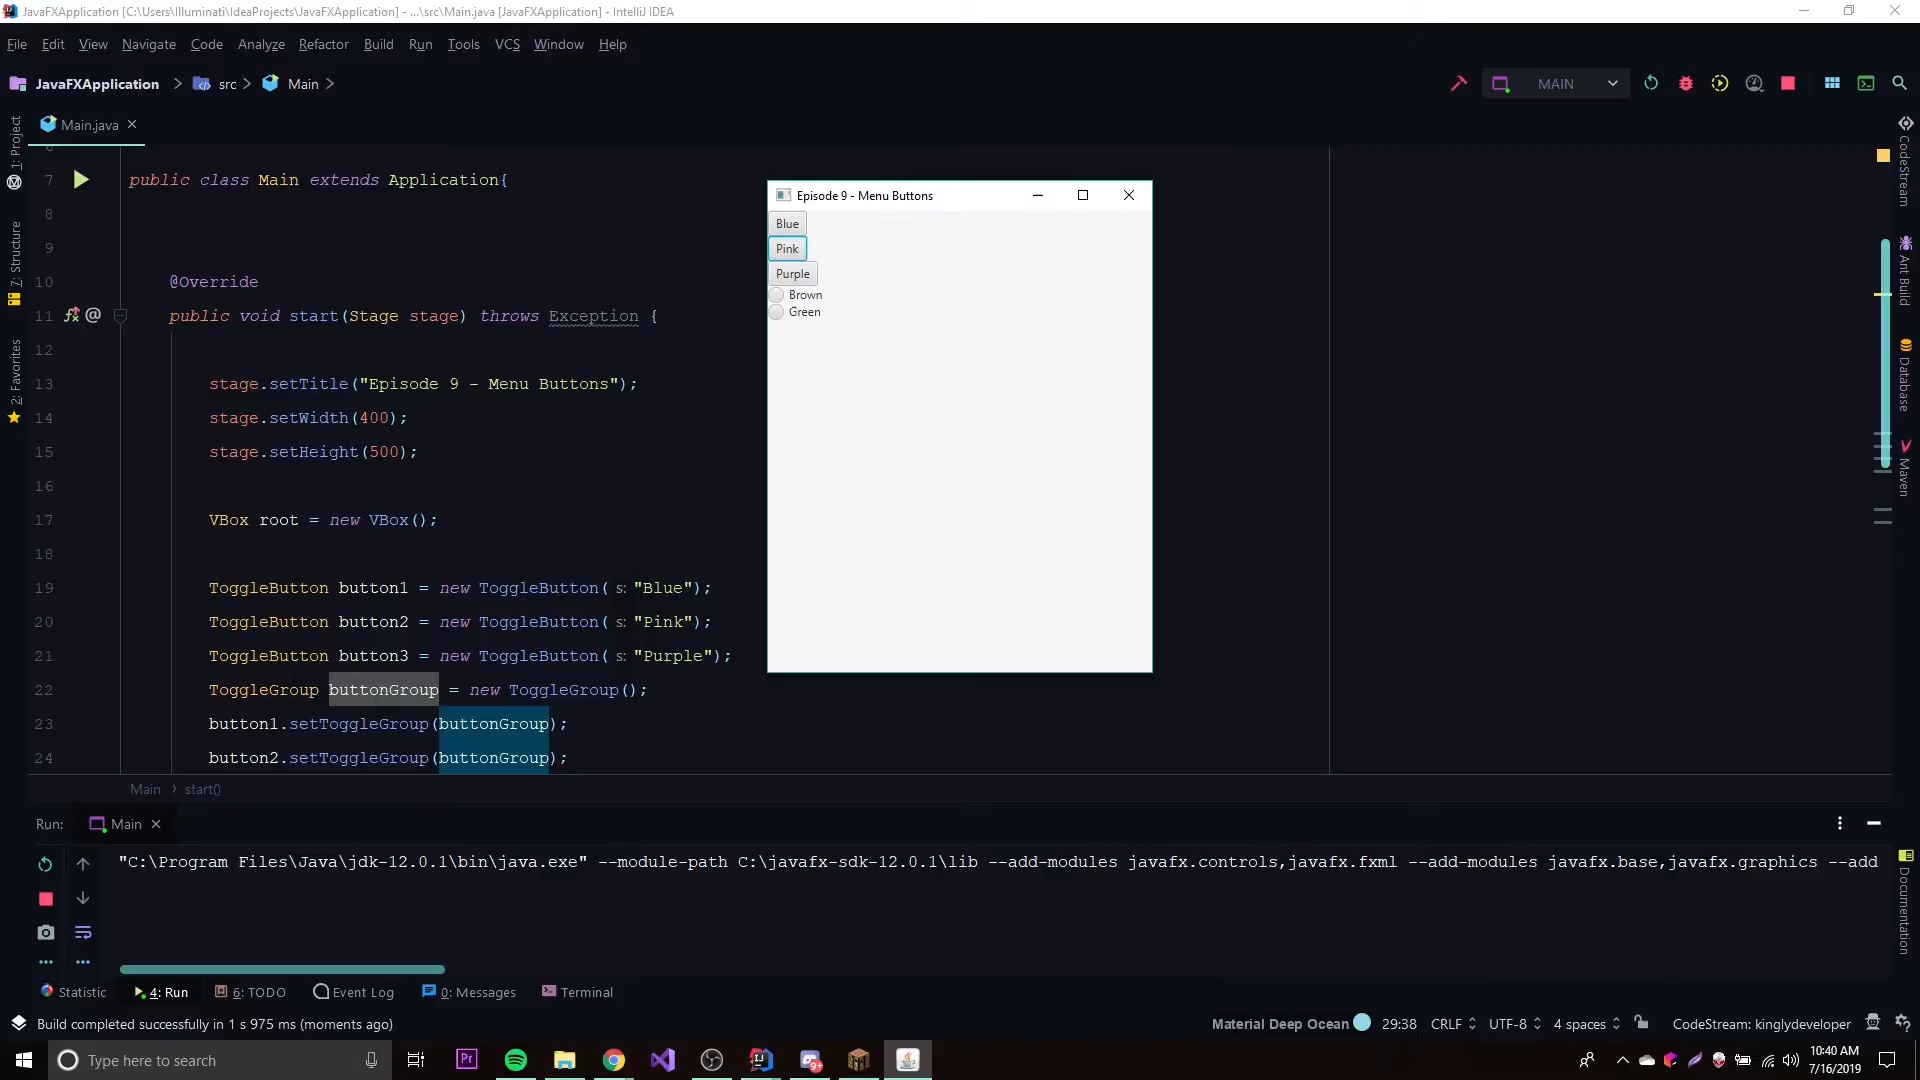 JavaFXApplication [C:\Users\Illuminati\IdeaProjects\JavaFXApplication] - ...\src\Main.java [JavaFXApplication] - IntelliJ IDEA
File Edit View Navigate Code Analyze Refactor Build Run Tools VCS Window Help
JavaFXApplication src Main MAIN
Main.java
1: Project
7: Structure
2: Favorites
7 public class Main extends Application{
8
9
10 @Override
11 public void start(Stage stage) throws Exception {
12
13 stage.setTitle("Episode 9 - Menu Buttons");
14 stage.setWidth(400);
15 stage.setHeight(500);
16
17 VBox root = new VBox();
18
19 ToggleButton button1 = new ToggleButton( s: "Blue");
20 ToggleButton button2 = new ToggleButton( s: "Pink");
21 ToggleButton button3 = new ToggleButton( s: "Purple");
22 ToggleGroup buttonGroup = new ToggleGroup();
23 button1.setToggleGroup(buttonGroup);
24 button2.setToggleGroup(buttonGroup);
Main › start()
Episode 9 - Menu Buttons
Blue
Pink
Purple
Brown
Green
CodeStream
Ant Build
Database
Maven
Documentation
Run: Main
"C:\Program Files\Java\jdk-12.0.1\bin\java.exe" --module-path C:\javafx-sdk-12.0.1\lib --add-modules javafx.controls,javafx.fxml --add-modules javafx.base,javafx.graphics --add
Statistic 4: Run 6: TODO Event Log 0: Messages Terminal
Build completed successfully in 1 s 975 ms (moments ago) Material Deep Ocean 29:38 CRLF UTF-8 4 spaces CodeStream: kinglydeveloper
Type here to search
10:40 AM
7/16/2019